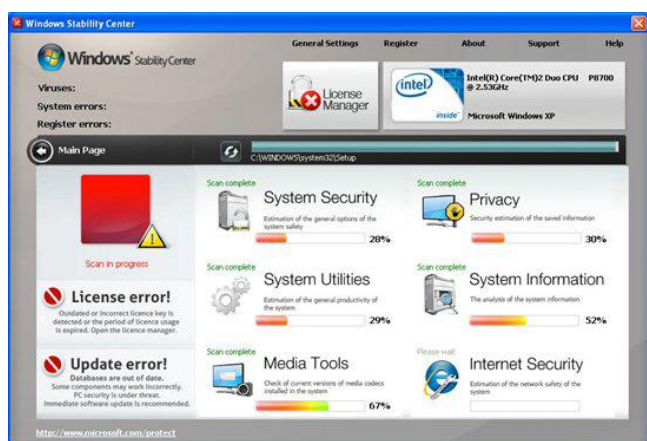 Windows Stability Center
General Settings Register About Support Help
Windows® Stability Center
Viruses:
System errors:
Register errors:
License Manager
intel inside™
Intel(R) Core(TM)2 Duo CPU P8700
@ 2.53GHz
Microsoft Windows XP
Main Page
C:\WINDOWS\system32\Setup
Scan in progress
License error!
Outdated or incorrect licence key is
detected or the period of licence usage
is expired. Open the licence manager.
Update error!
Databases are out of date.
Some components may work incorrectly.
PC security is under threat.
Immediate software update is recommended.
Scan complete
System Security
Estimation of the general options of the
system safety
28%
Scan complete
Privacy
Security estimation of the saved information
30%
Scan complete
System Utilities
Estimation of the general productivity of
the system
29%
Scan complete
System Information
The analysis of the system information
52%
Scan complete
Media Tools
Check of current versions of media codecs
installed in the system
67%
Please wait
Internet Security
Estimation of the network safety of the
system
http://www.microsoft.com/protect